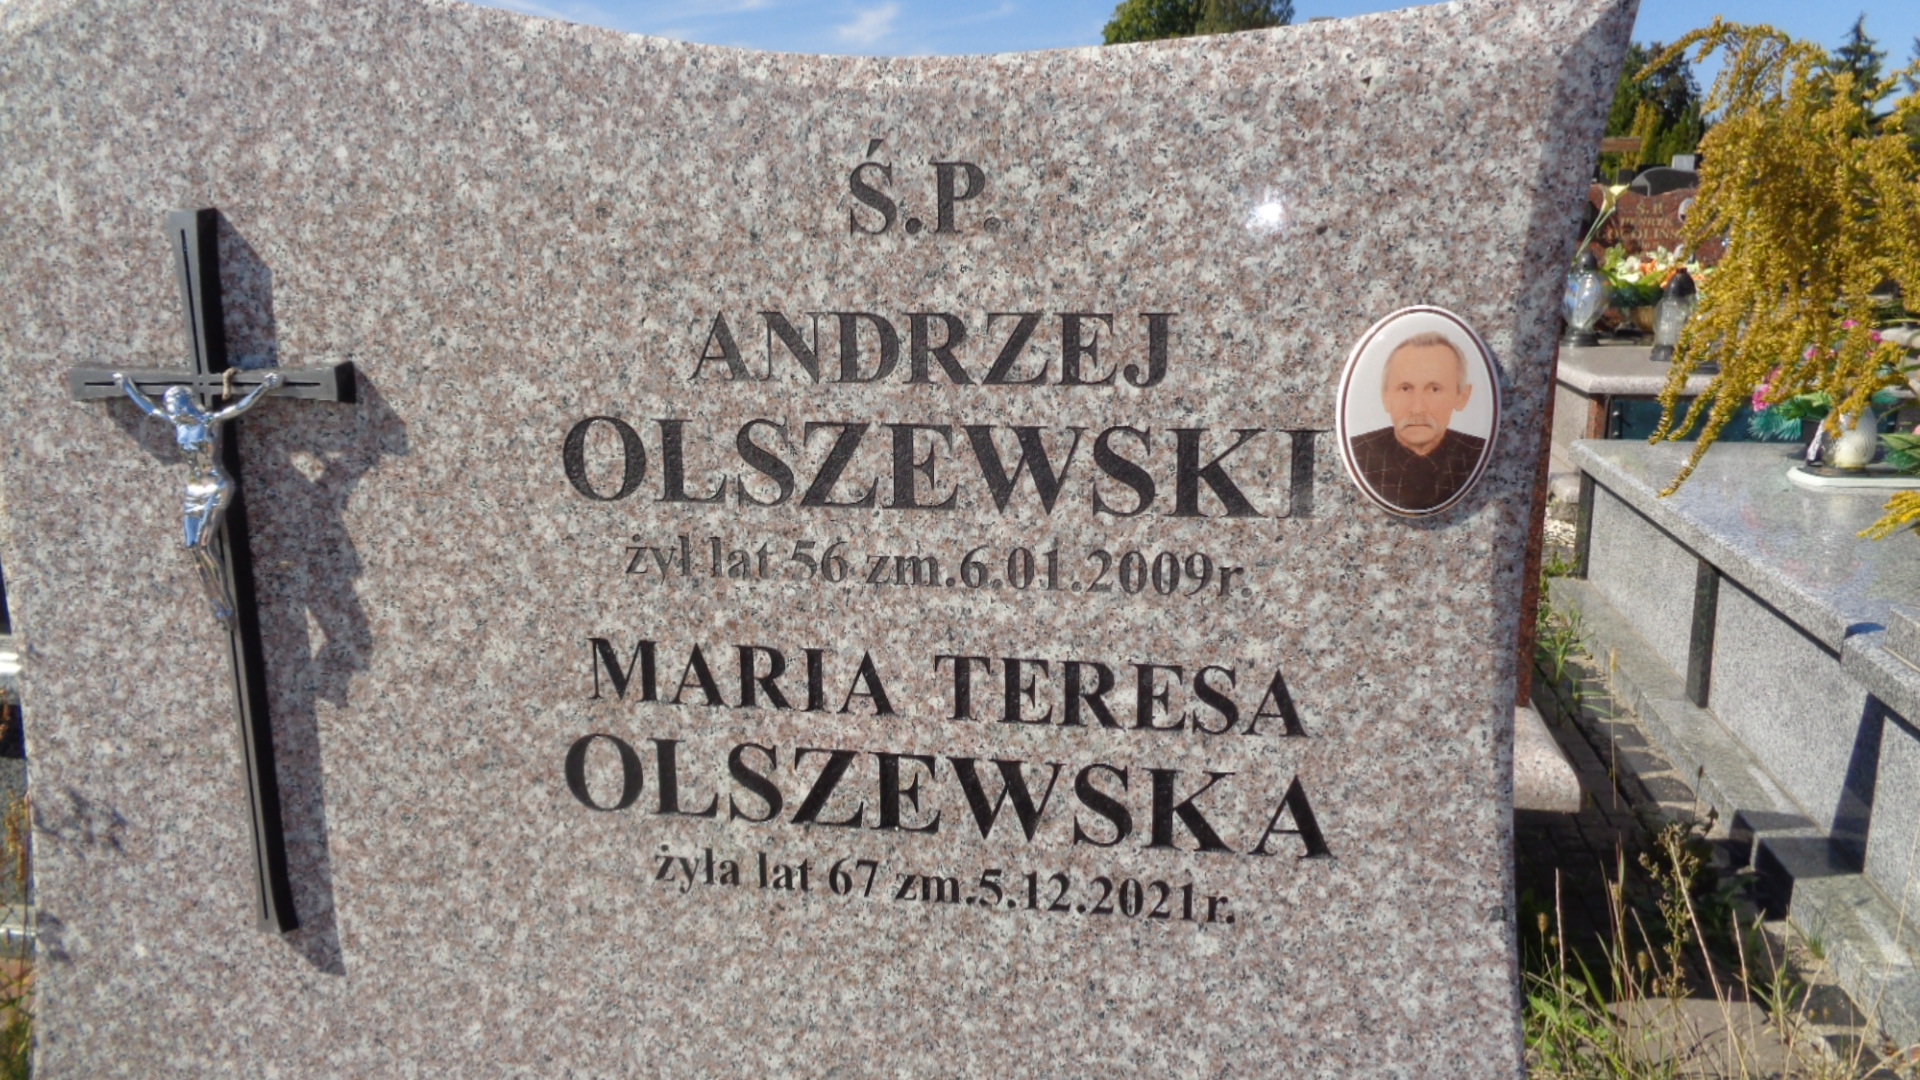 Ś.P.
ANDRZEJ
OLSZEWSKI
żył lat 56 zm.6.01.2009r.
MARIA TERESA
OLSZEWSKA
żyła lat 67 zm.5.12.2021r.
Ś.P.